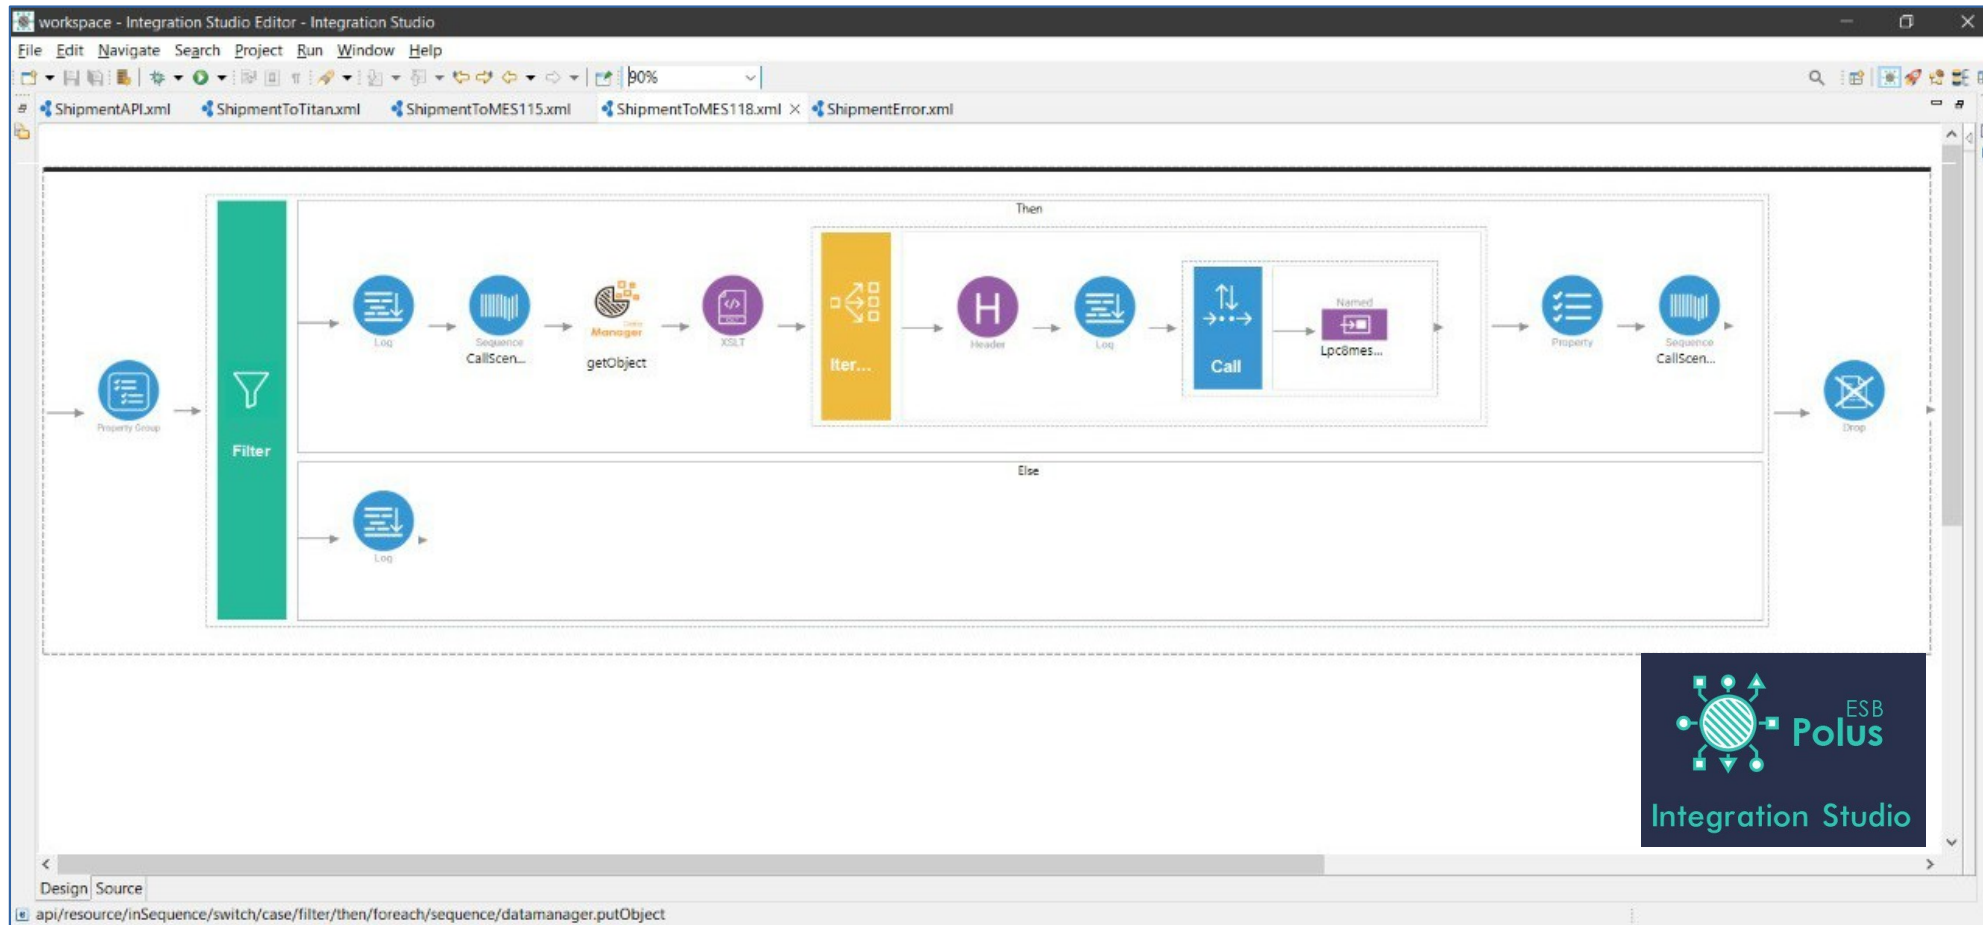 workspace - Integration Studio Editor - Integration Studio
File Edit Navigate Search Project Run Window Help
90%
ShipmentAPI.xml ShipmentToTitan.xml ShipmentToMES115.xml ShipmentToMES118.xml ShipmentError.xml
Then
Property Group
Filter
Log
Sequence
CallScen...
Data
Manager
getObject
</>
XSLT
Iter...
H
Header
Log
Call
Named
Lpc8mes...
Property
Sequence
CallScen...
Drop
Else
Log
ESB
Polus
Integration Studio
Design Source
api/resource/inSequence/switch/case/filter/then/foreach/sequence/datamanager.putObject